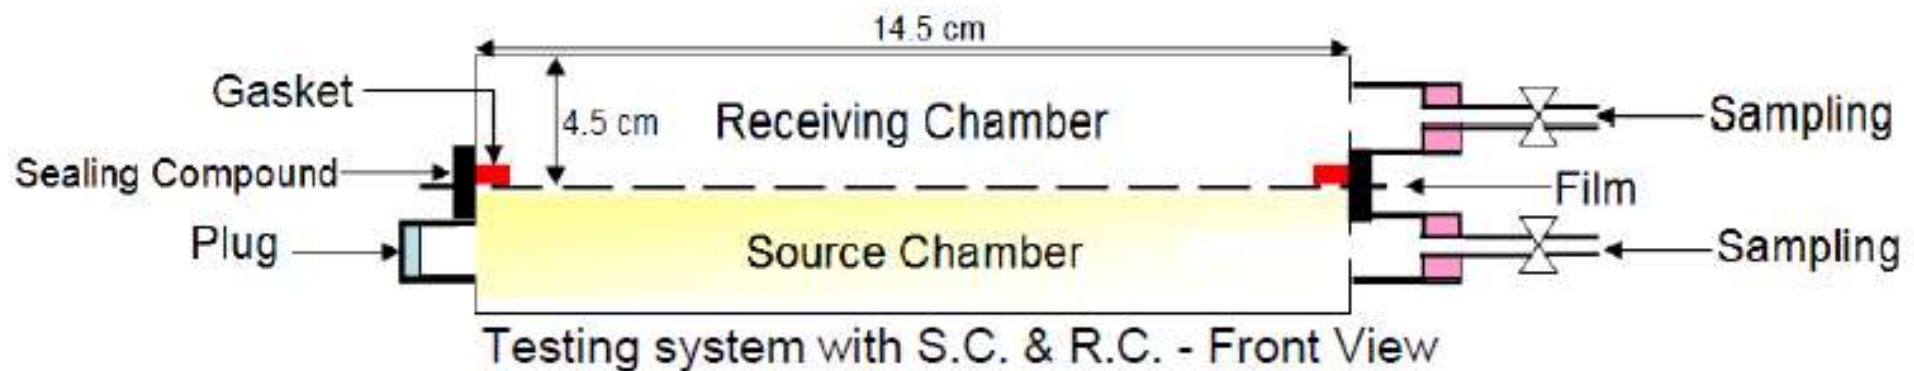 14.5 cm
Gasket
4.5 cm
Receiving Chamber
Sampling
Sealing Compound
Film
Plug
Source Chamber
Sampling
Testing system with S.C. & R.C. - Front View